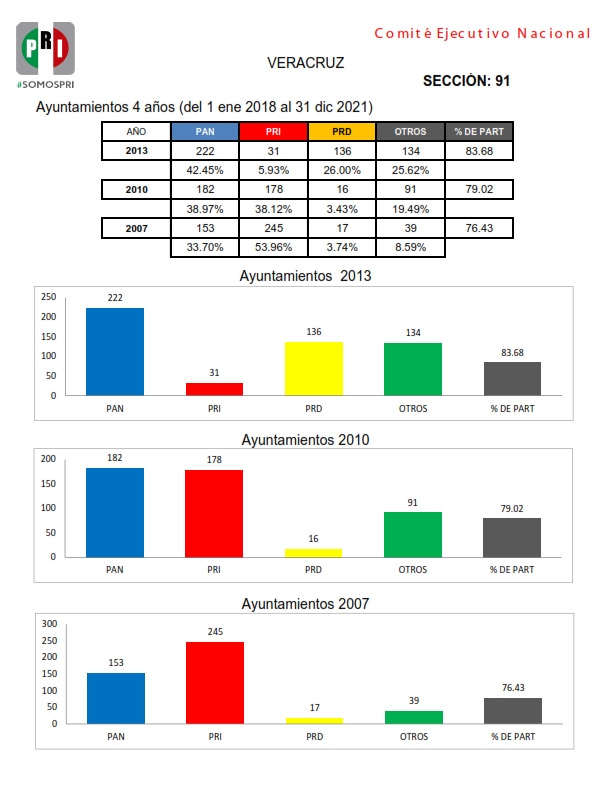 Comité Ejecutivo Nacional
PRI
#SOMOSPRI
VERACRUZ
SECCIÓN: 91
Ayuntamientos 4 años (del 1 ene 2018 al 31 dic 2021)
AÑO PAN PRI PRD OTROS % DE PART
2013 222 31 136 134 83.68
42.45% 5.93% 26.00% 25.62%
2010 182 178 16 91 79.02
38.97% 38.12% 3.43% 19.49%
2007 153 245 17 39 76.43
33.70% 53.96% 3.74% 8.59%
Ayuntamientos 2013
250
200
150
100
50
0
222 31 136 134 83.68
PAN PRI PRD OTROS % DE PART
Ayuntamientos 2010
200
150
100
50
0
182 178 16 91 79.02
PAN PRI PRD OTROS % DE PART
Ayuntamientos 2007
300
250
200
150
100
50
0
153 245 17 39 76.43
PAN PRI PRD OTROS % DE PART